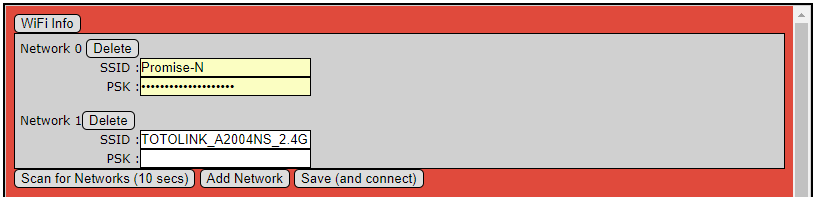 WiFi Info
Network 0 Delete
SSID :Promise-N
PSK :••••••••••••••••••••
Network 1 Delete
SSID :TOTOLINK_A2004NS_2.4G
PSK :
Scan for Networks (10 secs) Add Network Save (and connect)